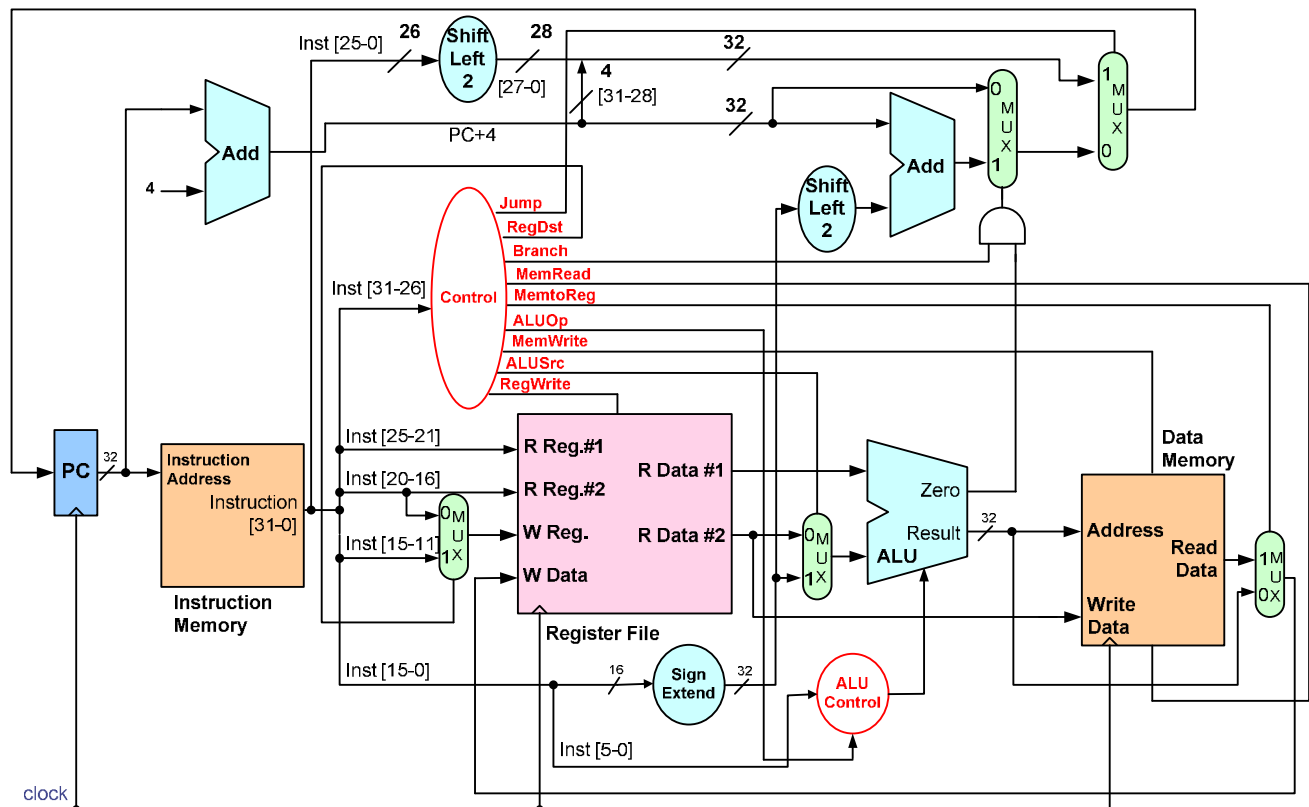 Inst [25-0]
26
Shift
Left
2
28
[27-0]
4
[31-28]
32
1
M
U
X
0
Add
4
PC+4
32
0
M
U
X
1
Add
Shift
Left
2
Jump
RegDst
Branch
MemRead
MemtoReg
ALUOp
MemWrite
ALUSrc
RegWrite
Control
Inst [31-26]
PC
32
Instruction
Address
Instruction
[31-0]
Instruction
Memory
Inst [25-21]
Inst [20-16]
Inst [15-11]
0
M
U
X
1
R Reg.#1
R Reg.#2
W Reg.
W Data
R Data #1
R Data #2
Register File
0
M
U
X
1
Zero
Result
ALU
32
Data
Memory
Address
Read
Data
Write
Data
1
M
U
X
0
Inst [15-0]
16
Sign
Extend
32
ALU
Control
Inst [5-0]
clock